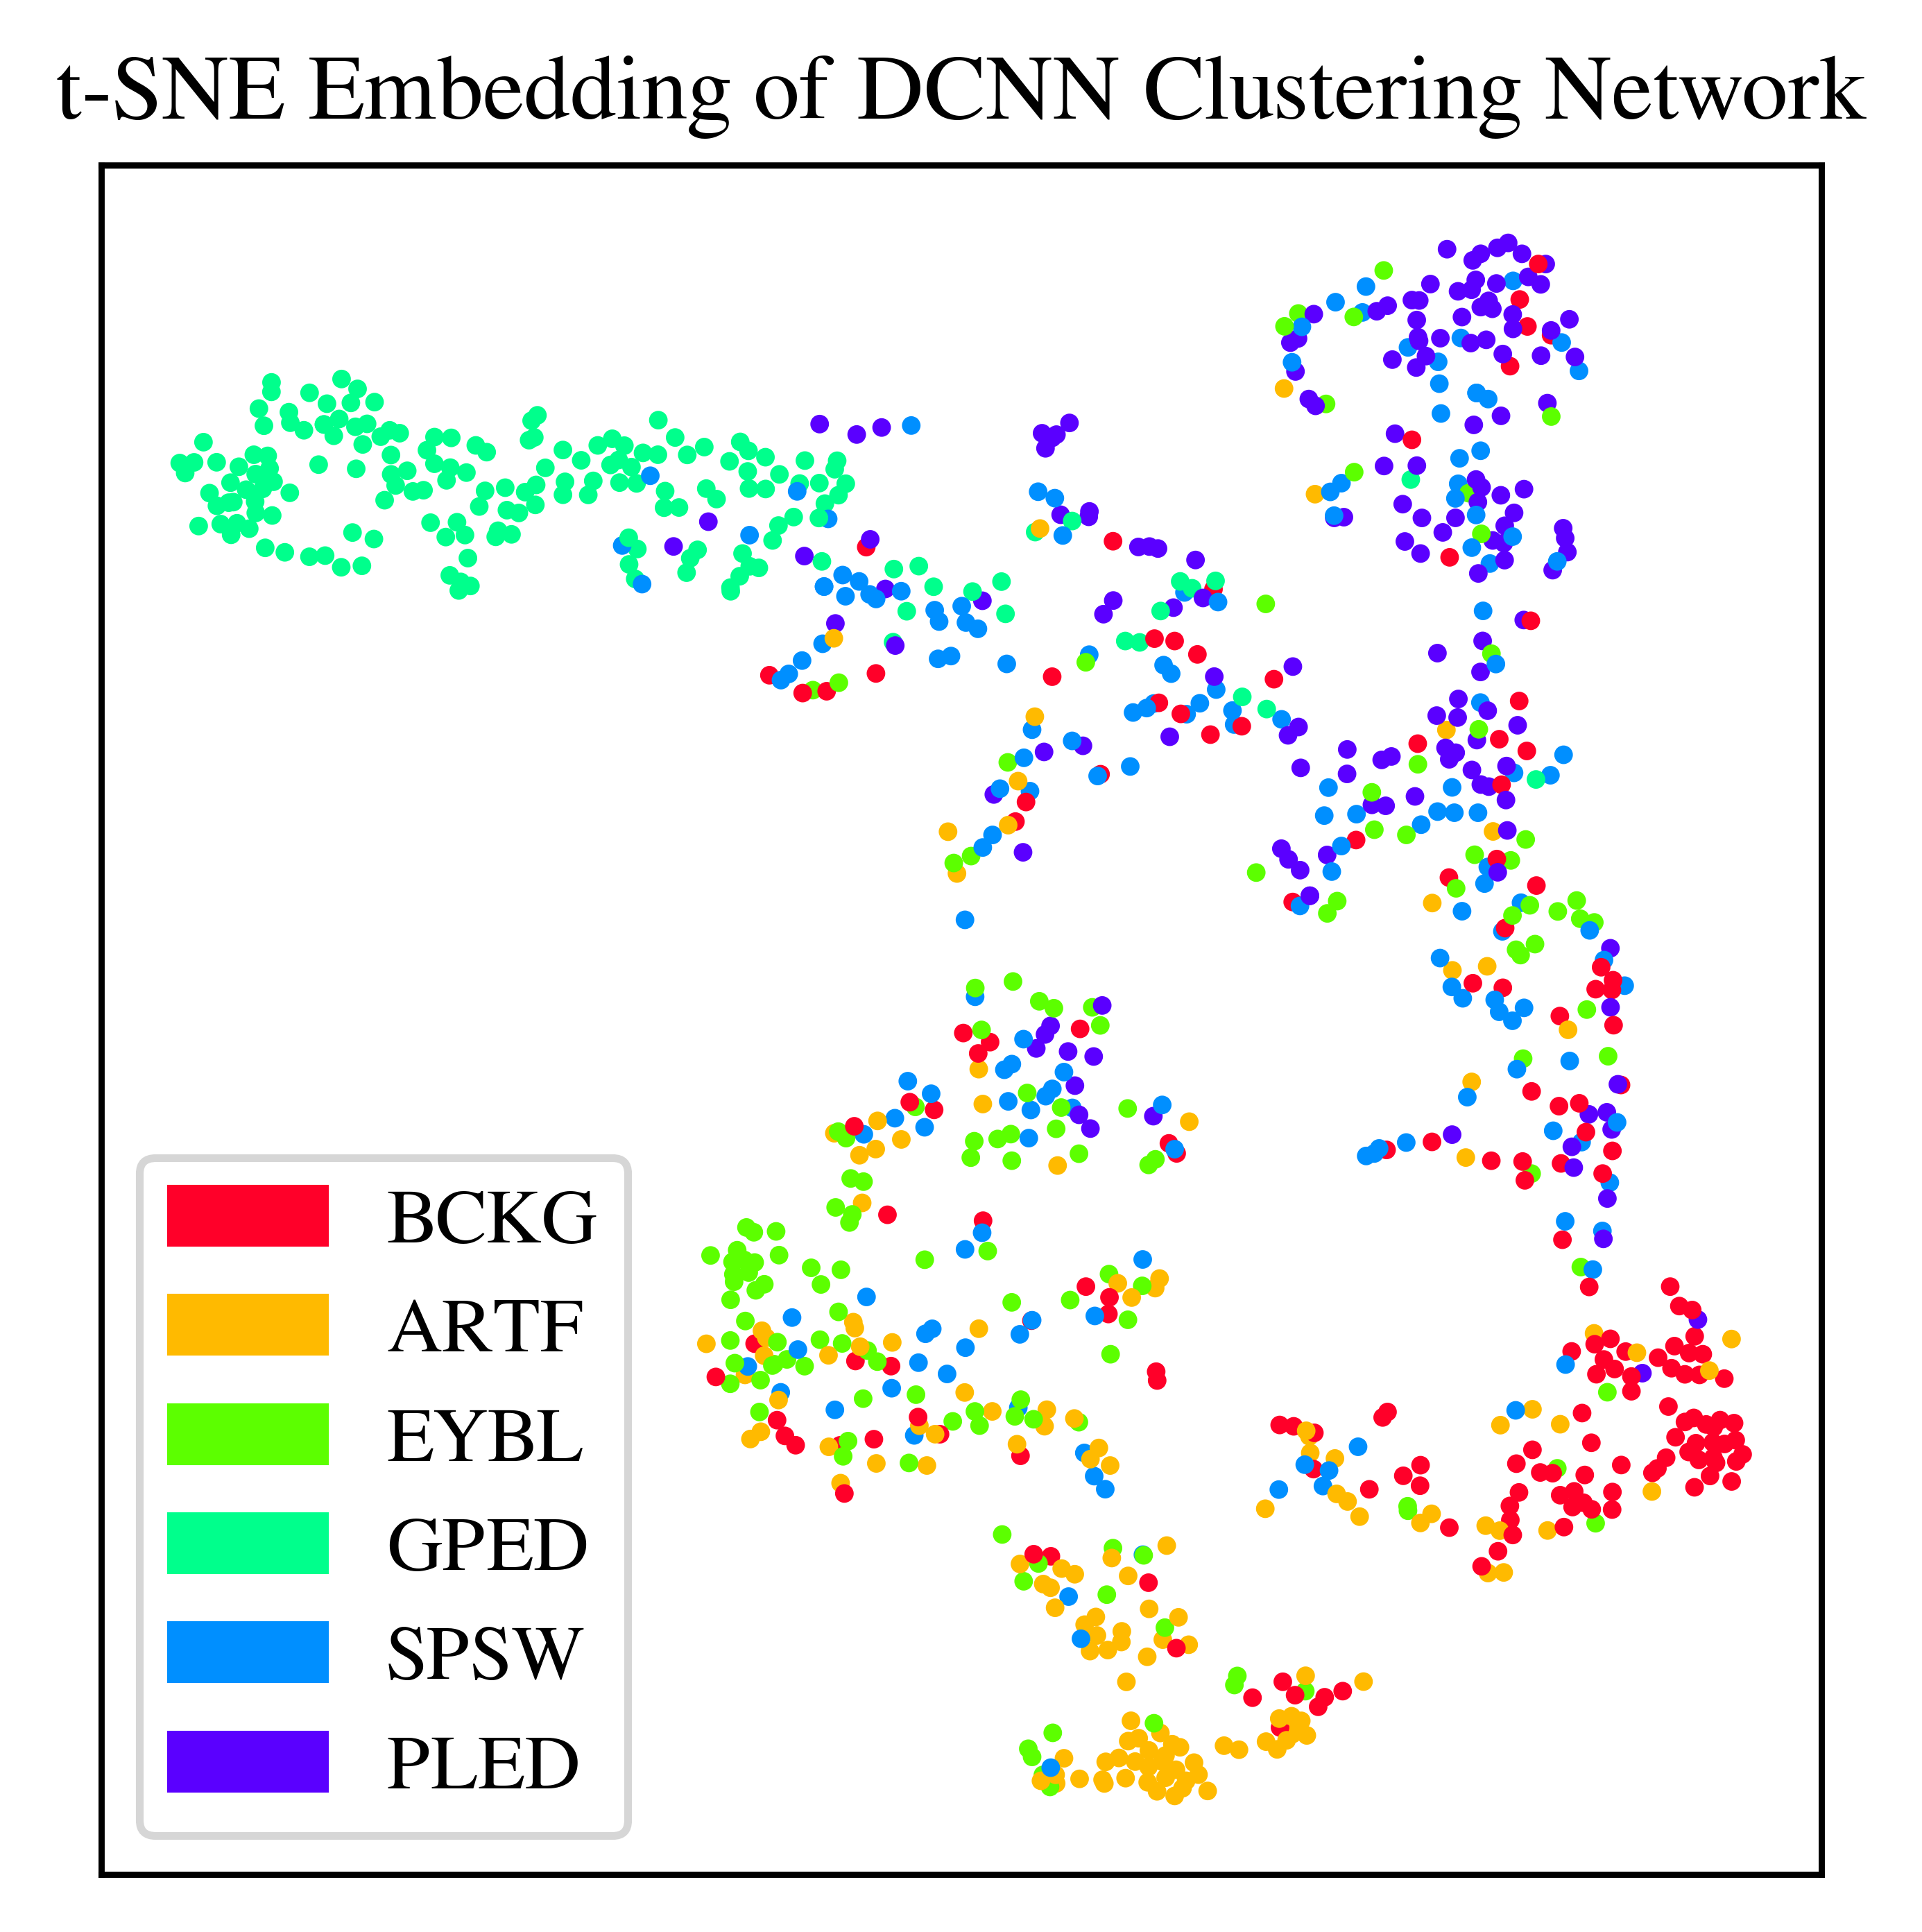 t-SNE Embedding of DCNN Clustering Network
BCKG
ARTF
EYBL
GPED
SPSW
PLED